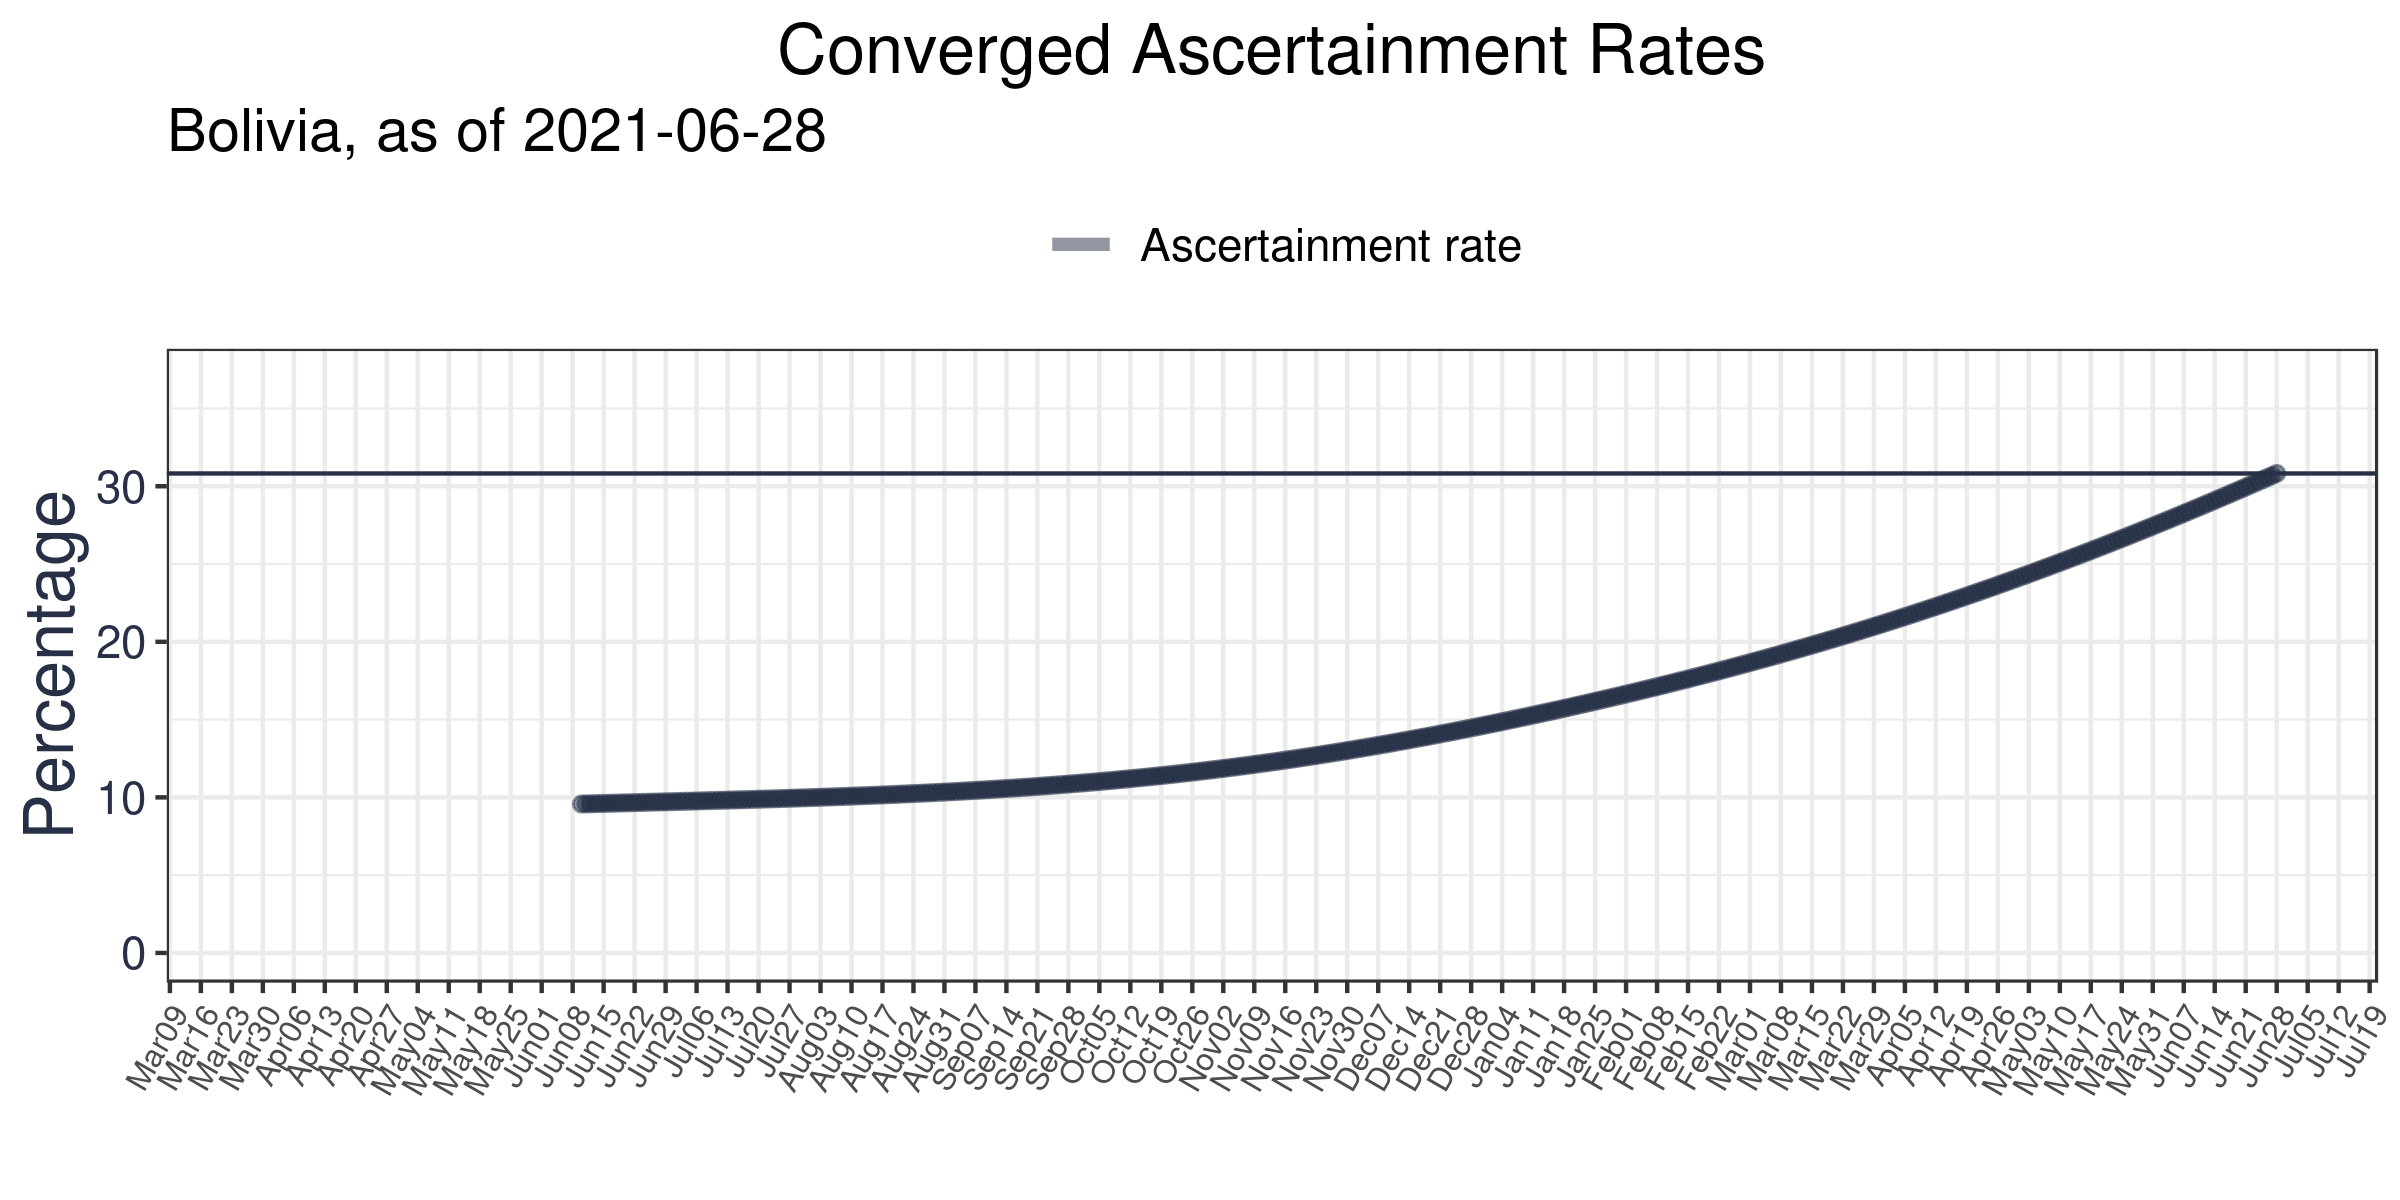 Converged Ascertainment Rates
Bolivia, as of 2021-06-28
Ascertainment rate
Percentage
30
20
10
0
Mar09 Mar16 Mar23 Mar30 Apr06 Apr13 Apr20 Apr27 May04 May11 May18 May25 Jun01 Jun08 Jun15 Jun22 Jun29 Jul06 Jul13 Jul20 Jul27 Aug03 Aug10 Aug17 Aug24 Aug31 Sep07 Sep14 Sep21 Sep28 Oct05 Oct12 Oct19 Oct26 Nov02 Nov09 Nov16 Nov23 Nov30 Dec07 Dec14 Dec21 Dec28 Jan04 Jan11 Jan18 Jan25 Feb01 Feb08 Feb15 Feb22 Mar01 Mar08 Mar15 Mar22 Mar29 Apr05 Apr12 Apr19 Apr26 May03 May10 May17 May24 May31 Jun07 Jun14 Jun21 Jun28 Jul05 Jul12 Jul19